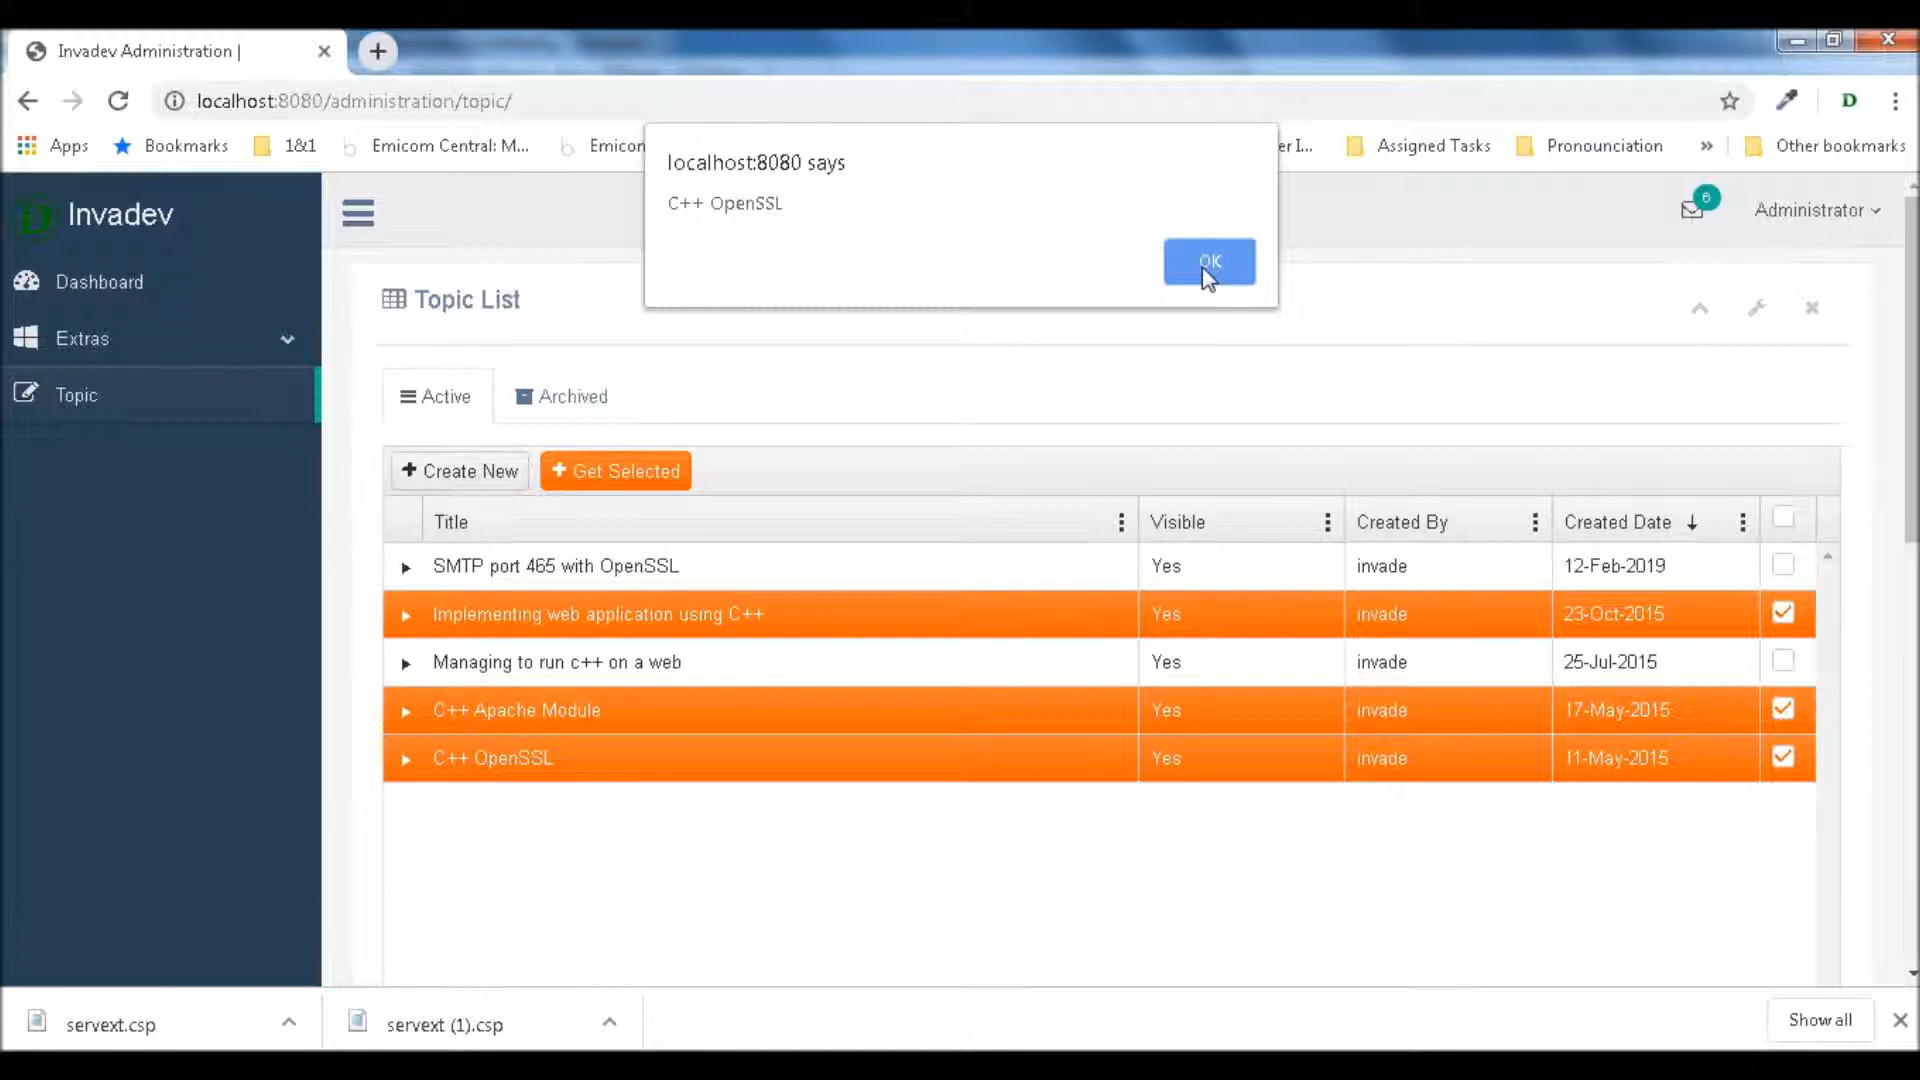 Invadev Administration |
localhost:8080/administration/topic/
D
Apps
Bookmarks
1&1
Emicom Central: M...
Emicon
er I...
Assigned Tasks
Pronounciation
»
Other bookmarks
localhost:8080 says
C++ OpenSSL
OK
Invadev
6
Administrator
Dashboard
Extras
Topic
Topic List
Active
Archived
Create New
Get Selected
Title
Visible
Created By
Created Date
SMTP port 465 with OpenSSL
Yes
invade
12-Feb-2019
Implementing web application using C++
Yes
invade
23-Oct-2015
Managing to run c++ on a web
Yes
invade
25-Jul-2015
C++ Apache Module
Yes
invade
17-May-2015
C++ OpenSSL
Yes
invade
11-May-2015
servext.csp
servext (1).csp
Show all